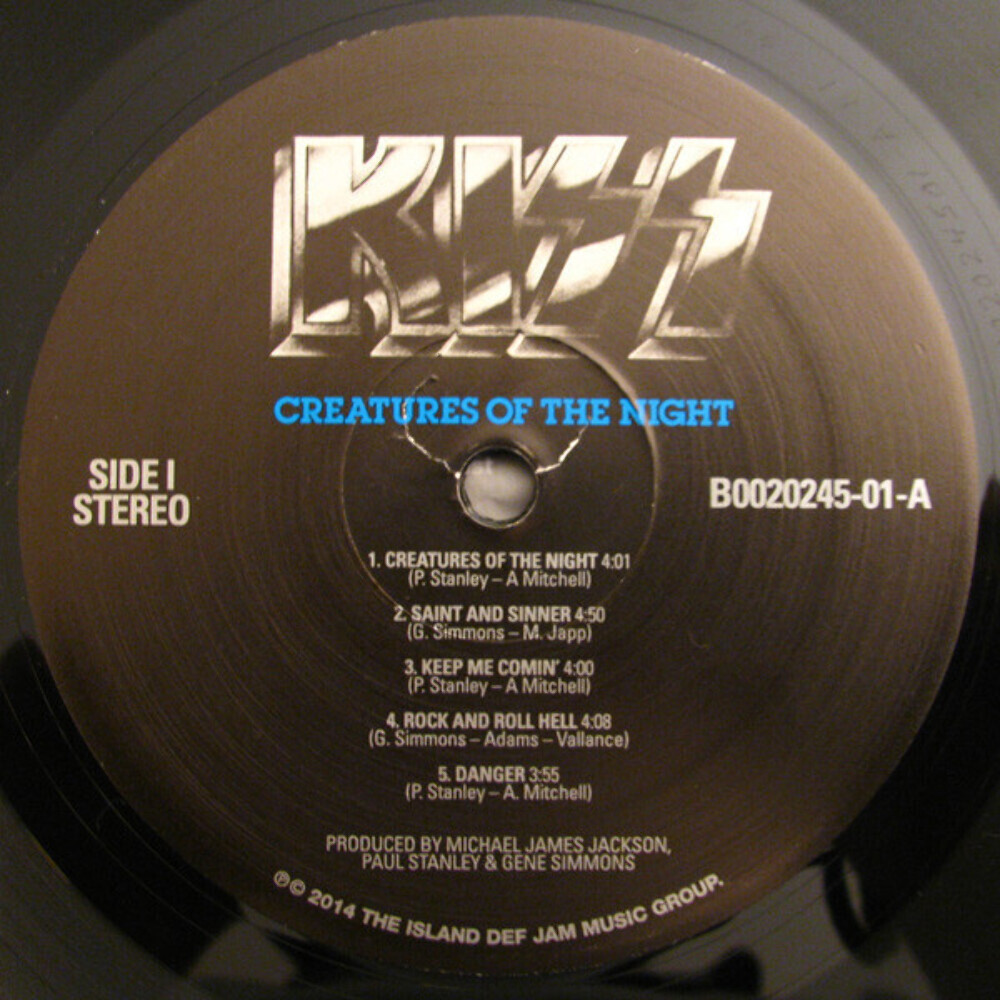 KISS
CREATURES OF THE NIGHT
SIDE I
STEREO
B0020245-01-A
1. CREATURES OF THE NIGHT 4:01
(P. Stanley – A Mitchell)
2. SAINT AND SINNER 4:50
(G. Simmons – M. Japp)
3. KEEP ME COMIN' 4:00
(P. Stanley – A Mitchell)
4. ROCK AND ROLL HELL 4:08
(G. Simmons – Adams – Vallance)
5. DANGER 3:55
(P. Stanley – A. Mitchell)
PRODUCED BY MICHAEL JAMES JACKSON,
PAUL STANLEY & GENE SIMMONS
℗© 2014 THE ISLAND DEF JAM MUSIC GROUP.